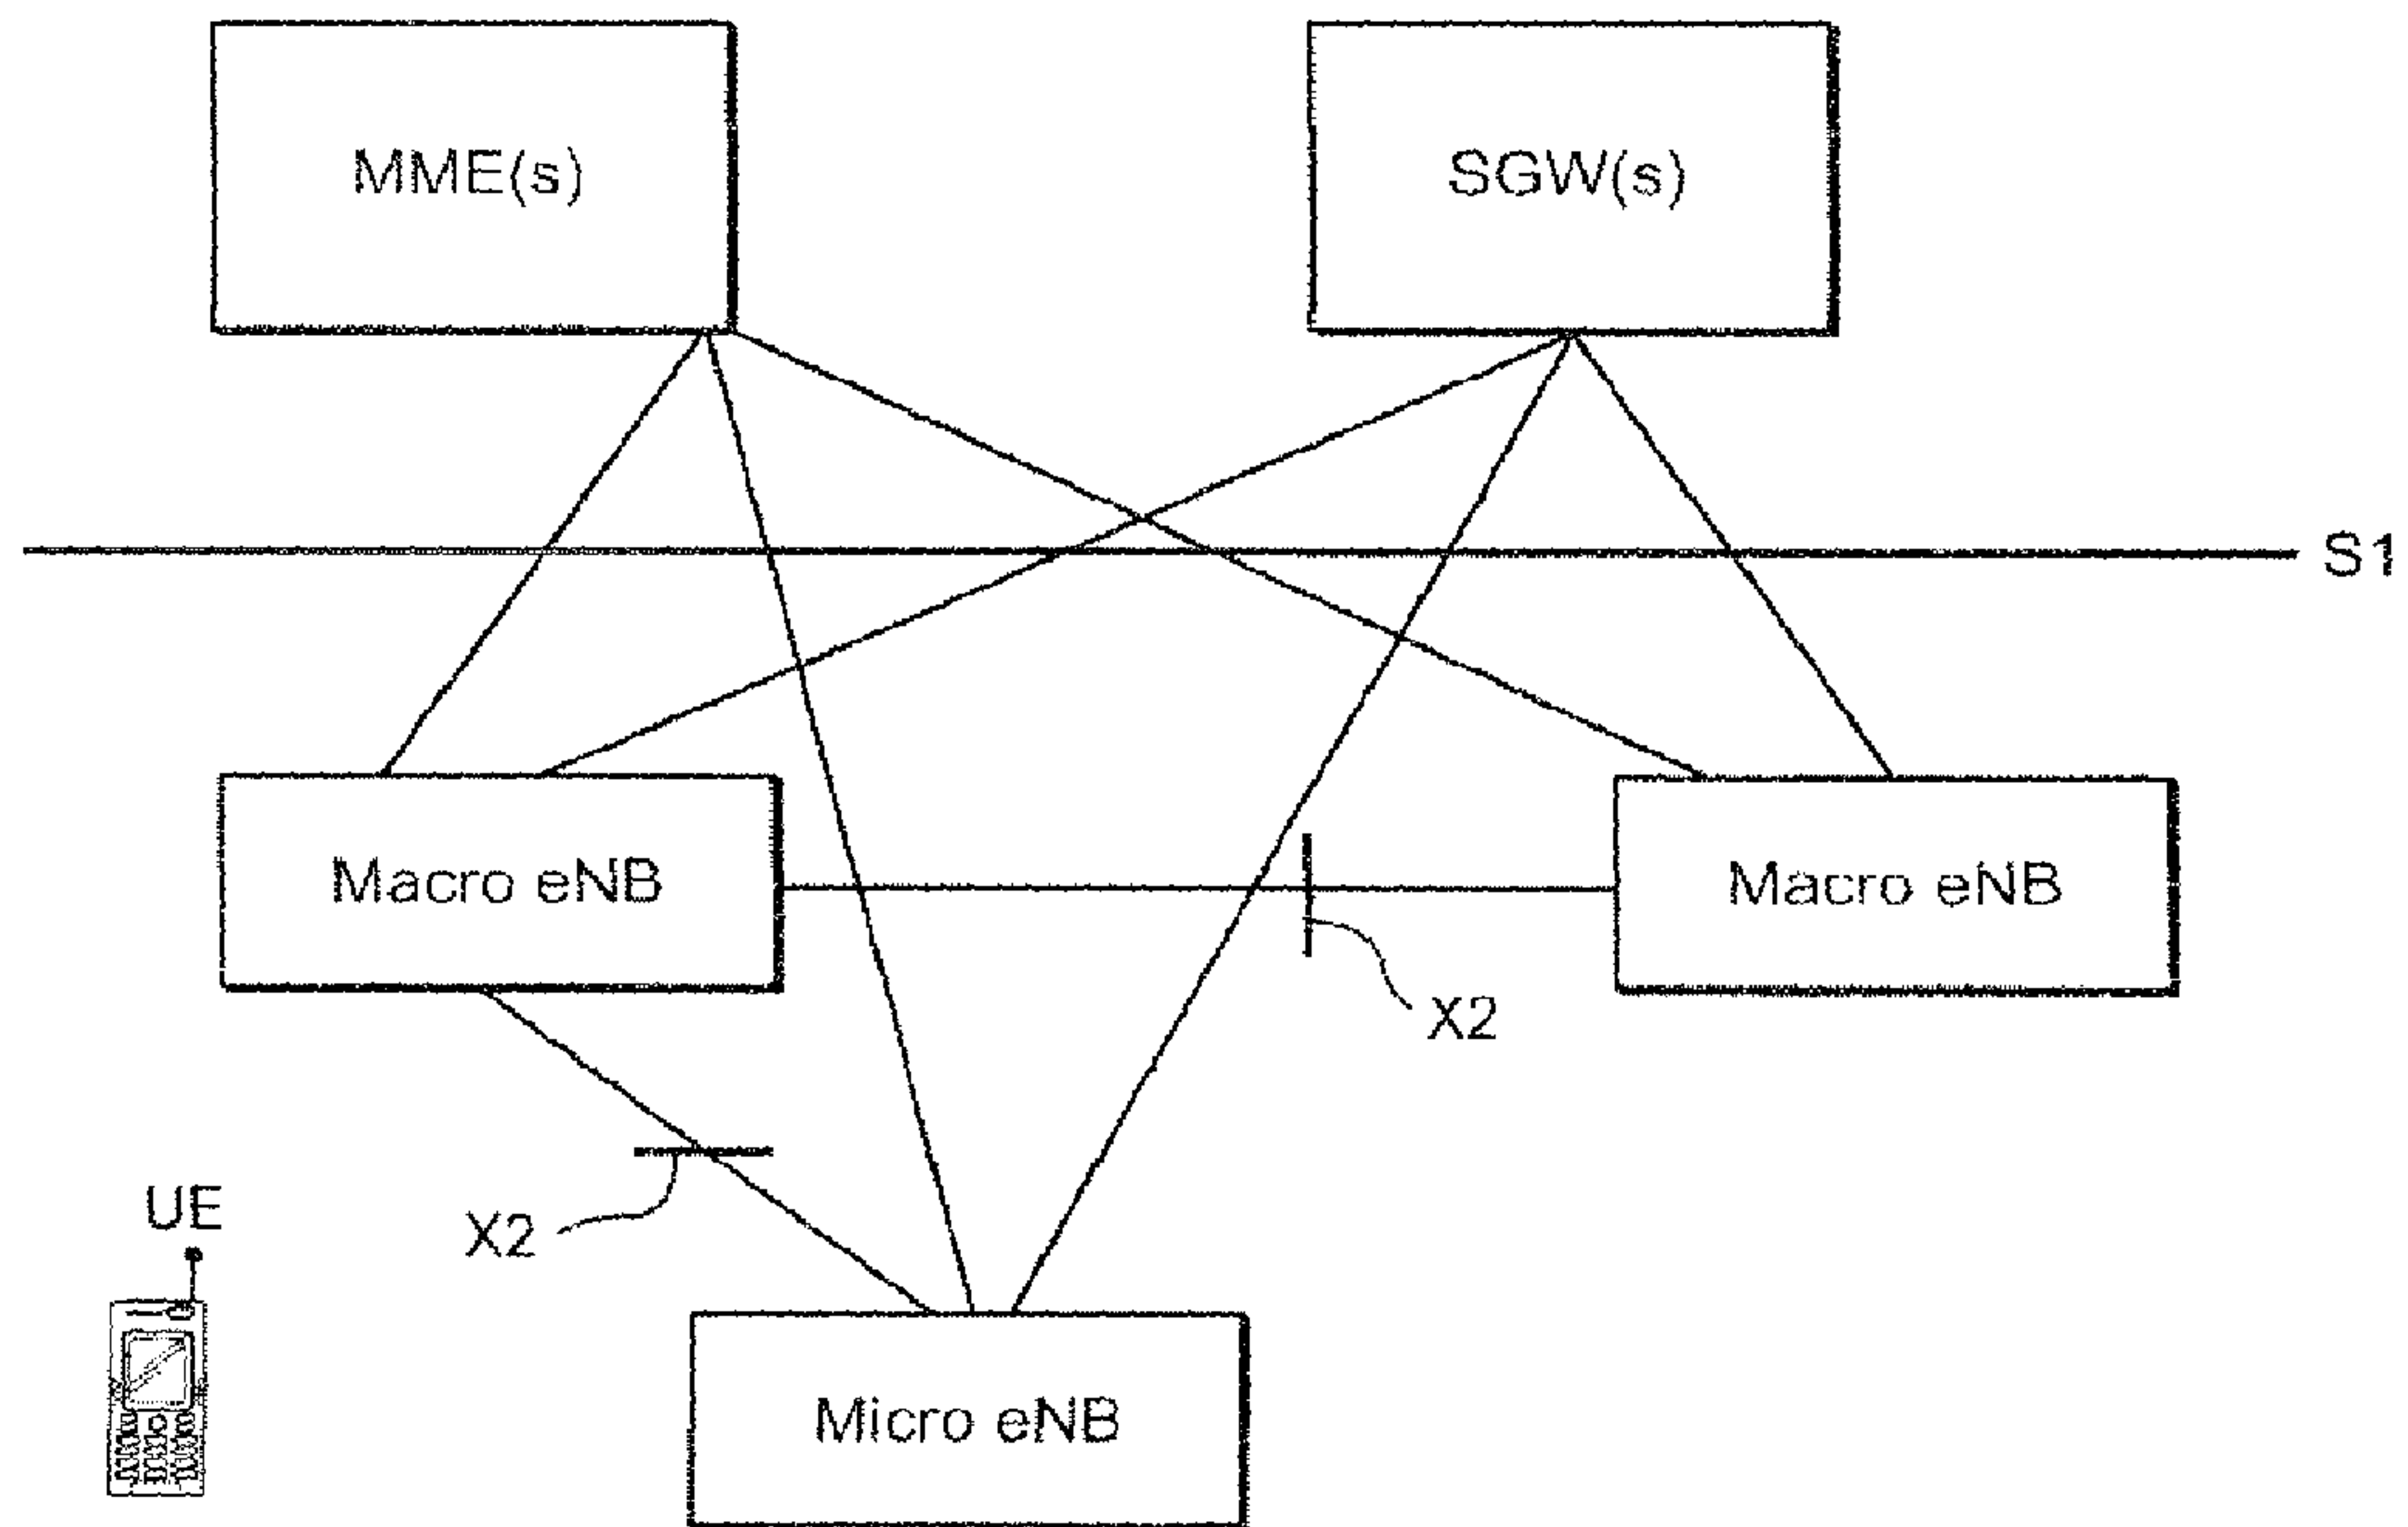 MME(s)
SGW(s)
S1
Macro eNB
Macro eNB
X2
X2
UE
Micro eNB